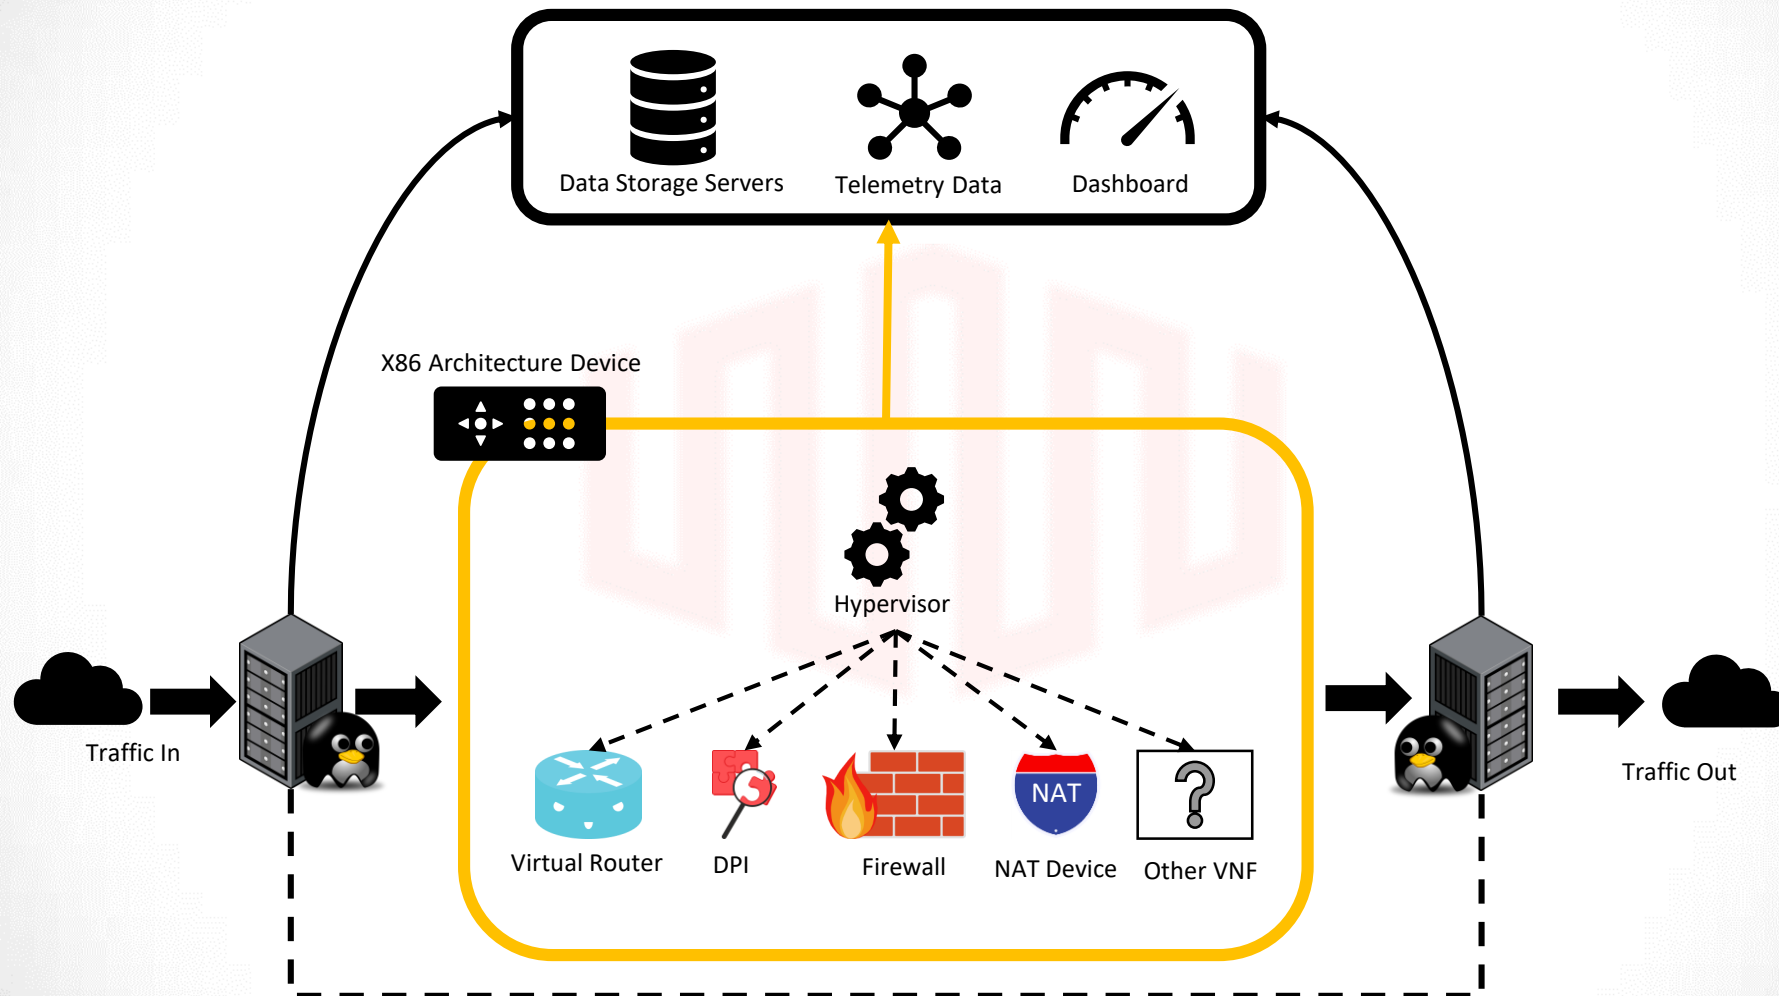 Data Storage Servers
Telemetry Data
Dashboard
X86 Architecture Device
Hypervisor
Traffic In
Traffic Out
NAT
Virtual Router
DPI
Firewall
NAT Device
Other VNF